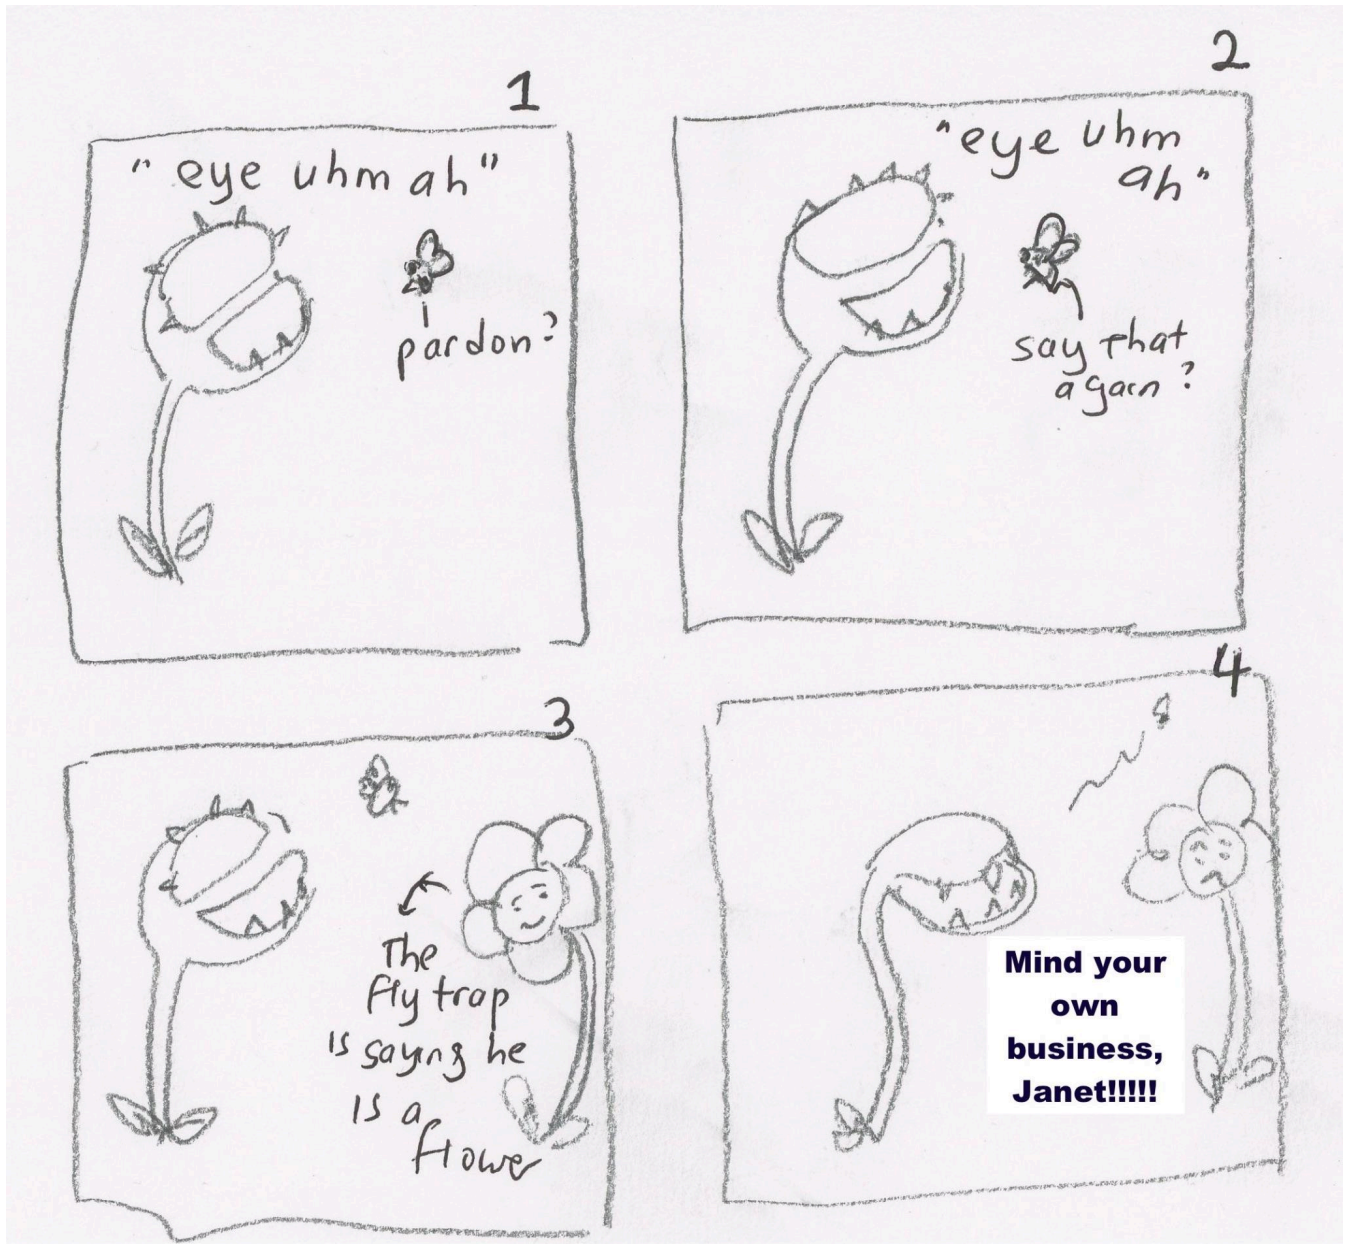 1
"eye uhm ah"
pardon?
2
"eye uhm
ah"
say that
again?
3
The
fly trap
is saying he
is a
flower
4
Mind your
own
business,
Janet!!!!!